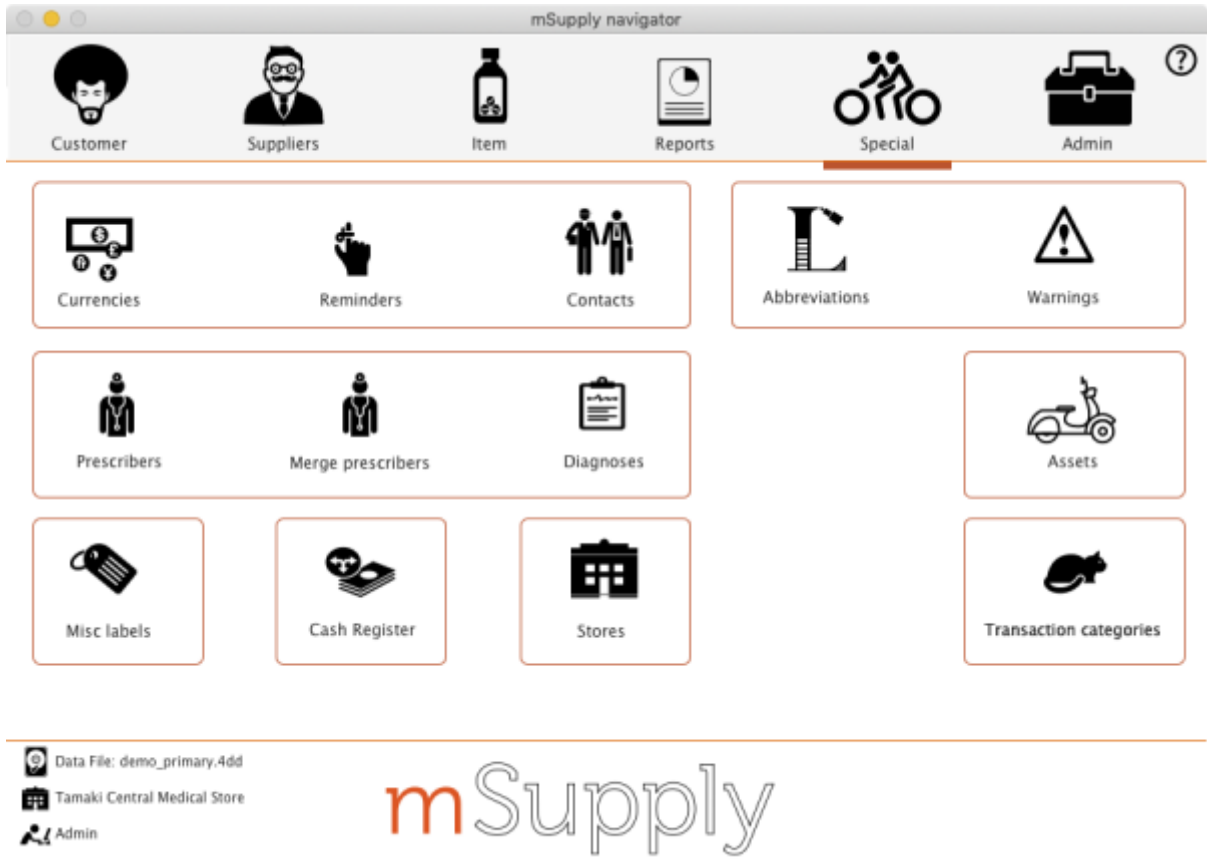 mSupply navigator
?
Customer
Suppliers
Item
Reports
Special
Admin
Currencies
Reminders
Contacts
Abbreviations
Warnings
Prescribers
Merge prescribers
Diagnoses
Assets
Misc labels
Cash Register
Stores
Transaction categories
Data File: demo_primary.4dd
Tamaki Central Medical Store
Admin
mSupply